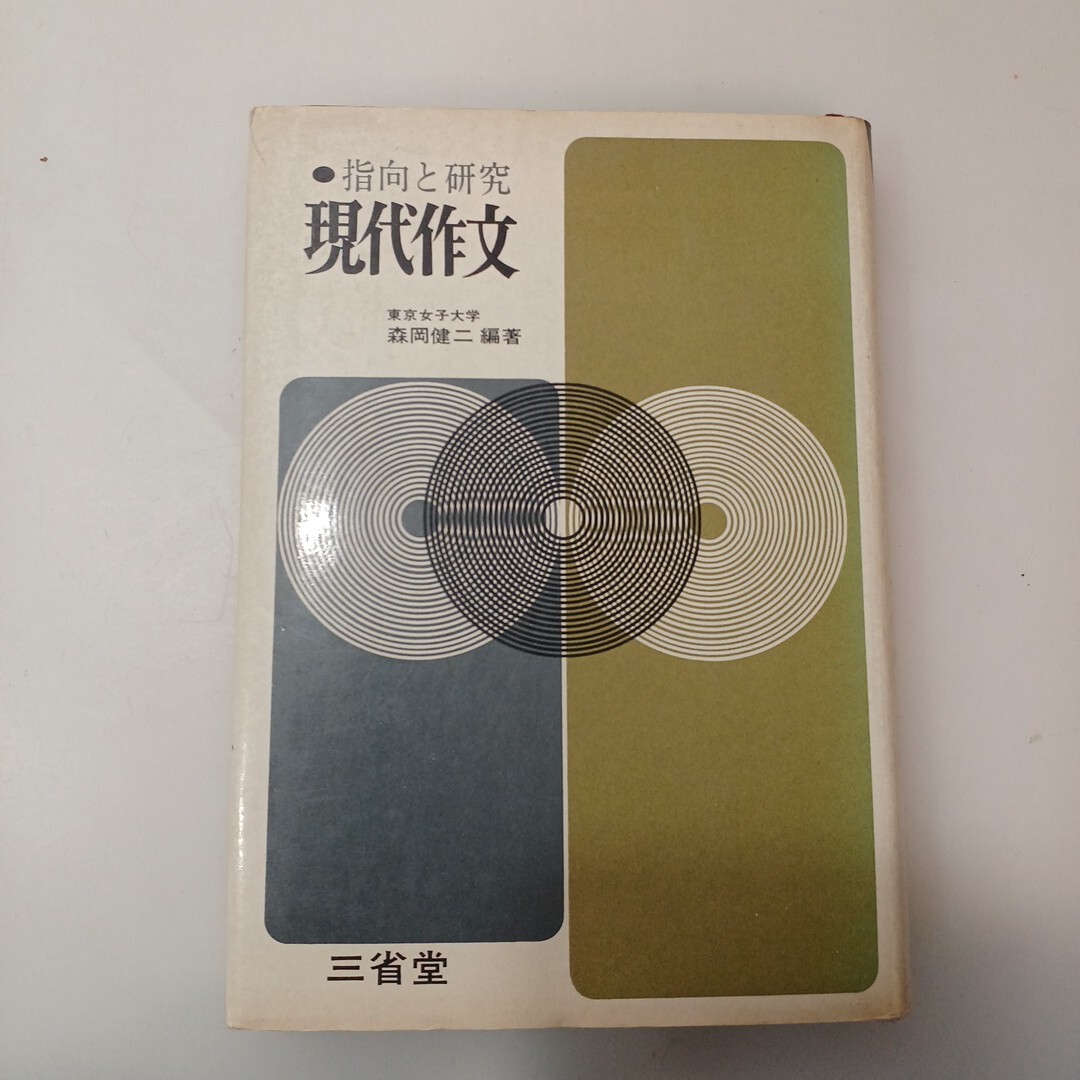 ●指向と研究
現代作文
東京女子大学
森岡健二 編著
三省堂